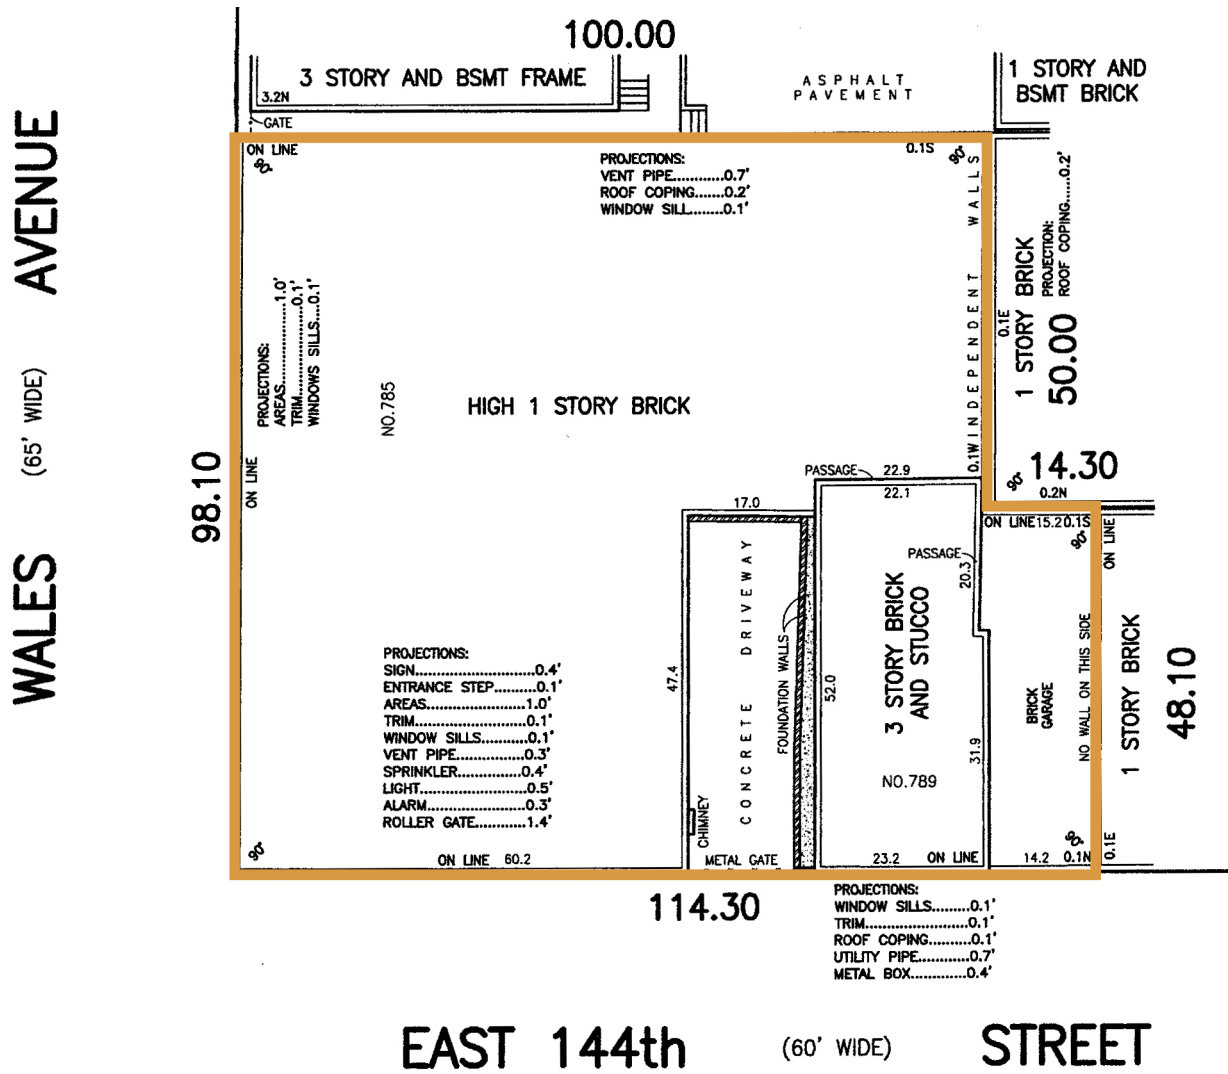 100.00
3 STORY AND BSMT FRAME
3.2N
GATE
ASPHALT
PAVEMENT
1 STORY AND
BSMT BRICK
WALES (65' WIDE) AVENUE
ON LINE
90°
PROJECTIONS:
VENT PIPE............0.7'
ROOF COPING.......0.2'
WINDOW SILL........0.1'
0.1S
90°
0.1W INDEPENDENT WALLS
0.1E
1 STORY BRICK
PROJECTION:
ROOF COPING.......0.2'
50.00
PROJECTIONS:
AREAS..............1.0'
TRIM.................0.1'
WINDOWS SILLS....0.1'
NO.785
HIGH 1 STORY BRICK
98.10
ON LINE
PASSAGE 22.9
22.1
90°
14.30
0.2N
17.0
ON LINE 15.2 0.1S
90°
ON LINE
PASSAGE
20.3
CONCRETE DRIVEWAY
FOUNDATION WALLS
3 STORY BRICK
AND STUCCO
47.4
52.0
31.9
NO.789
BRICK
GARAGE
NO WALL ON THIS SIDE
1 STORY BRICK
48.10
PROJECTIONS:
SIGN........................0.4'
ENTRANCE STEP.........0.1'
AREAS......................1.0'
TRIM.........................0.1'
WINDOW SILLS...........0.1'
VENT PIPE................0.3'
SPRINKLER................0.4'
LIGHT.......................0.5'
ALARM......................0.3'
ROLLER GATE............1.4'
CHIMNEY
90°
ON LINE 60.2
METAL GATE
23.2 ON LINE
14.2 0.1N
90°
0.1E
114.30
PROJECTIONS:
WINDOW SILLS.........0.1'
TRIM.......................0.1'
ROOF COPING..........0.1'
UTILITY PIPE.............0.7'
METAL BOX.............0.4'
EAST 144th (60' WIDE) STREET